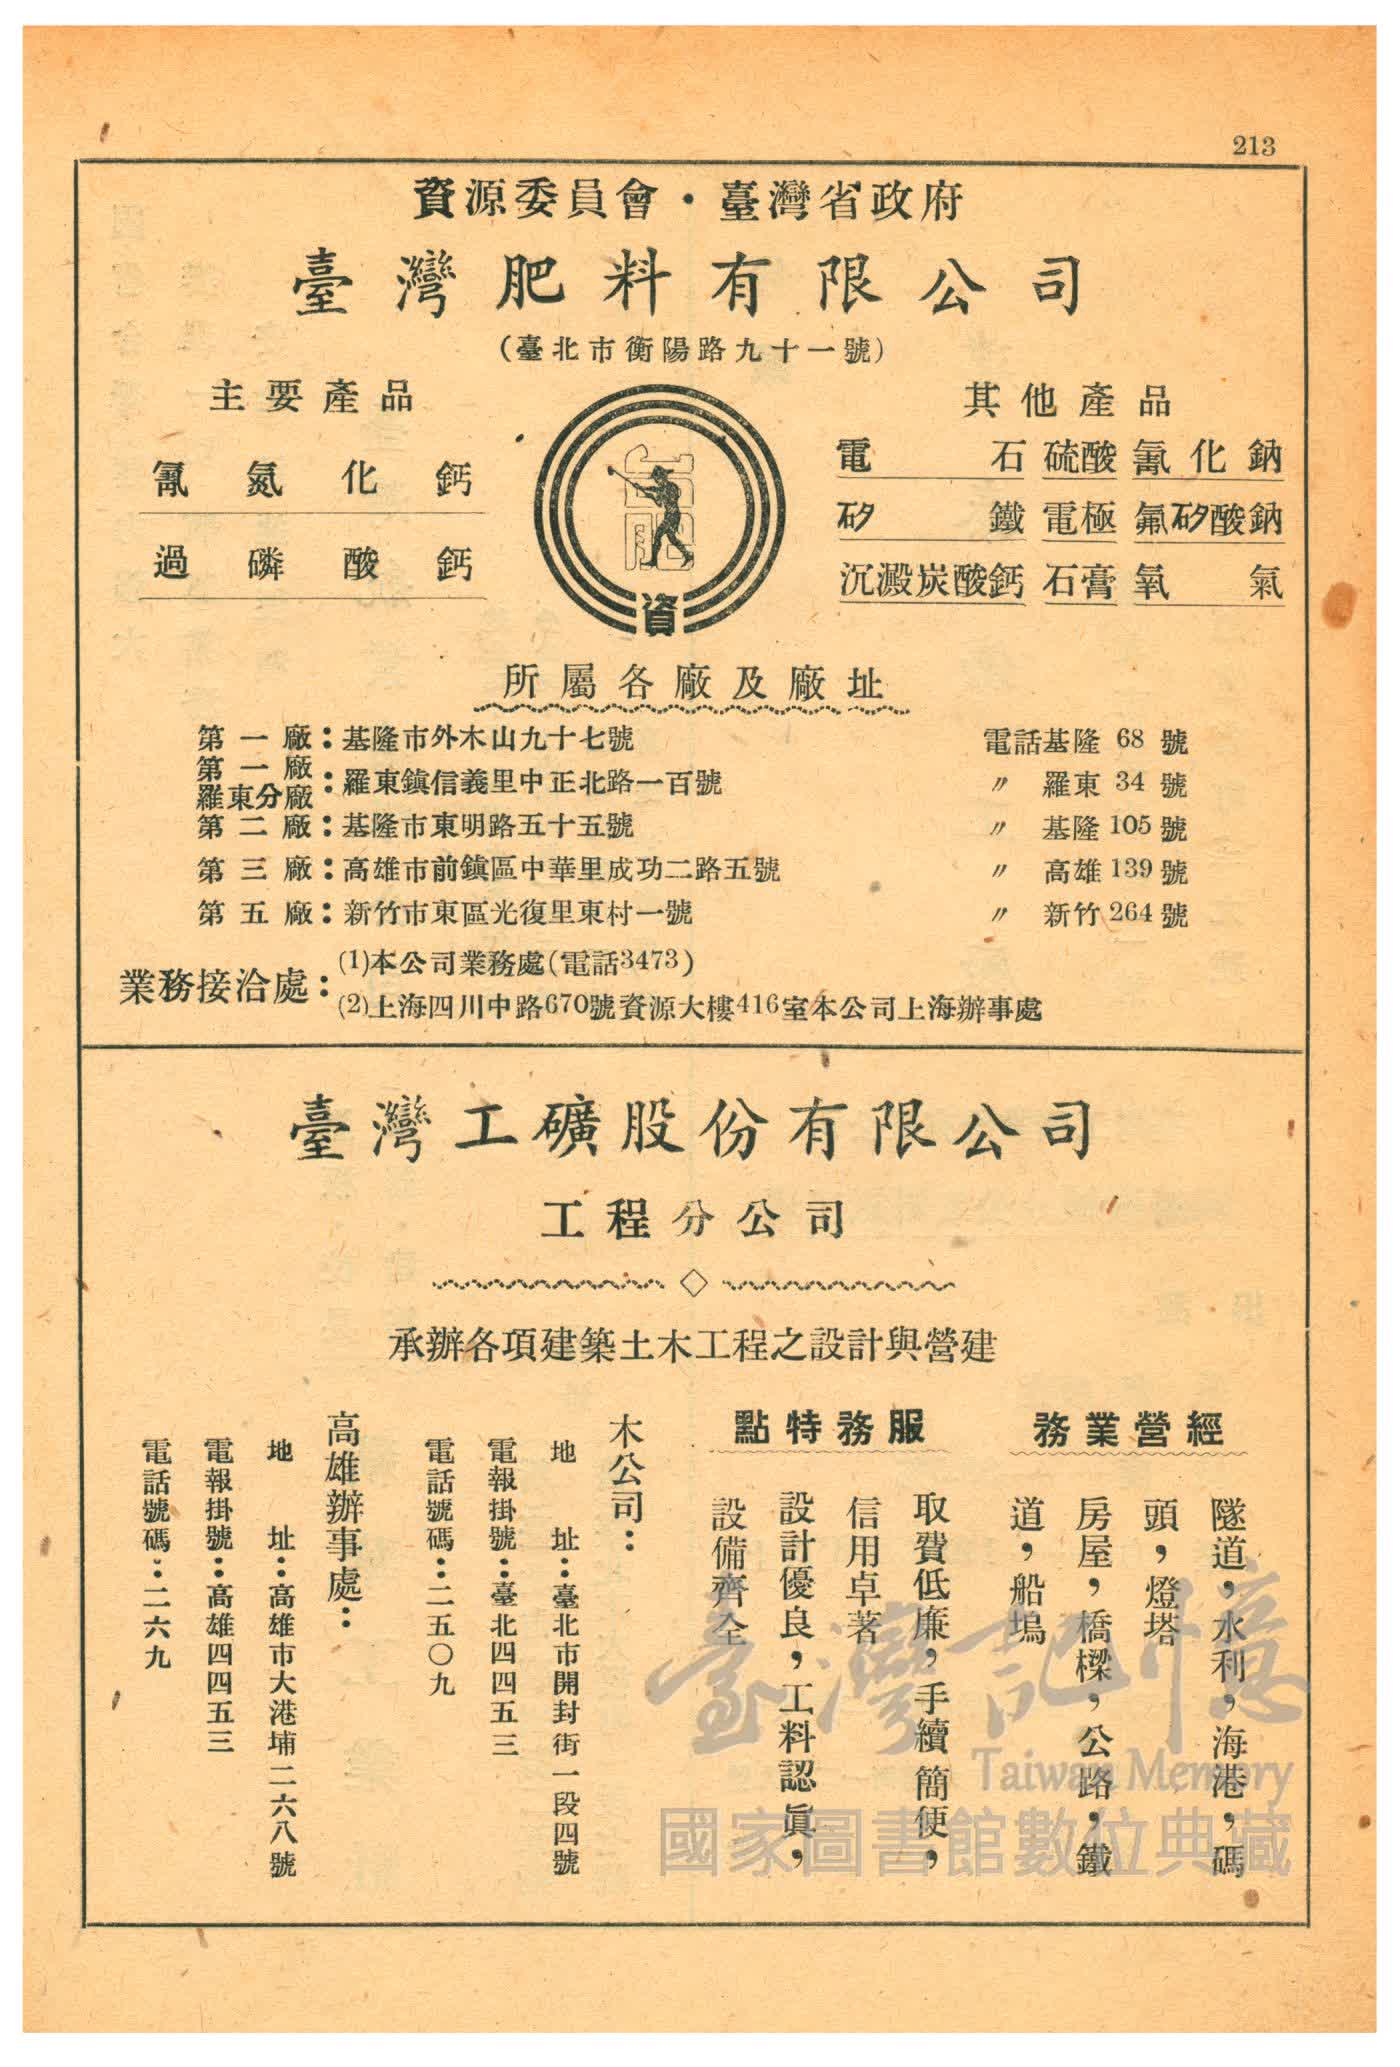 213
資源委員會・臺灣省政府
臺灣肥料有限公司
(臺北市衡陽路九十一號)
主要產品
氰氮化鈣
過磷酸鈣
臺肥
資
其他產品
電石 硫酸 氰化鈉
矽鐵 電極 氟矽酸鈉
沉澱炭酸鈣 石膏 氧氣
所屬各廠及廠址
第一廠：基隆市外木山九十七號 電話基隆 68 號
第一廠羅東分廠：羅東鎮信義里中正北路一百號 〃 羅東 34 號
第二廠：基隆市東明路五十五號 〃 基隆 105 號
第三廠：高雄市前鎮區中華里成功二路五號 〃 高雄 139 號
第五廠：新竹市東區光復里東村一號 〃 新竹 264 號
業務接洽處：
(1)本公司業務處(電話3473)
(2)上海四川中路670號資源大樓416室本公司上海辦事處
臺灣工礦股份有限公司
工程分公司
承辦各項建築土木工程之設計與營建
經營業務
隧道，水利，海港，碼
頭，燈塔
房屋，橋樑，公路，鐵
道，船塢
服務特點
取費低廉，手續簡便，
信用卓著
設計優良，工料認眞，
設備齊全
木公司：
地　址：臺北市開封街一段四號
電報掛號：臺北四四五三
電話號碼：二五〇九
高雄辦事處：
地　址：高雄市大港埔二六八號
電報掛號：高雄四四五三
電話號碼：二六九
臺灣記憶
Taiwan Memory
國家圖書館數位典藏